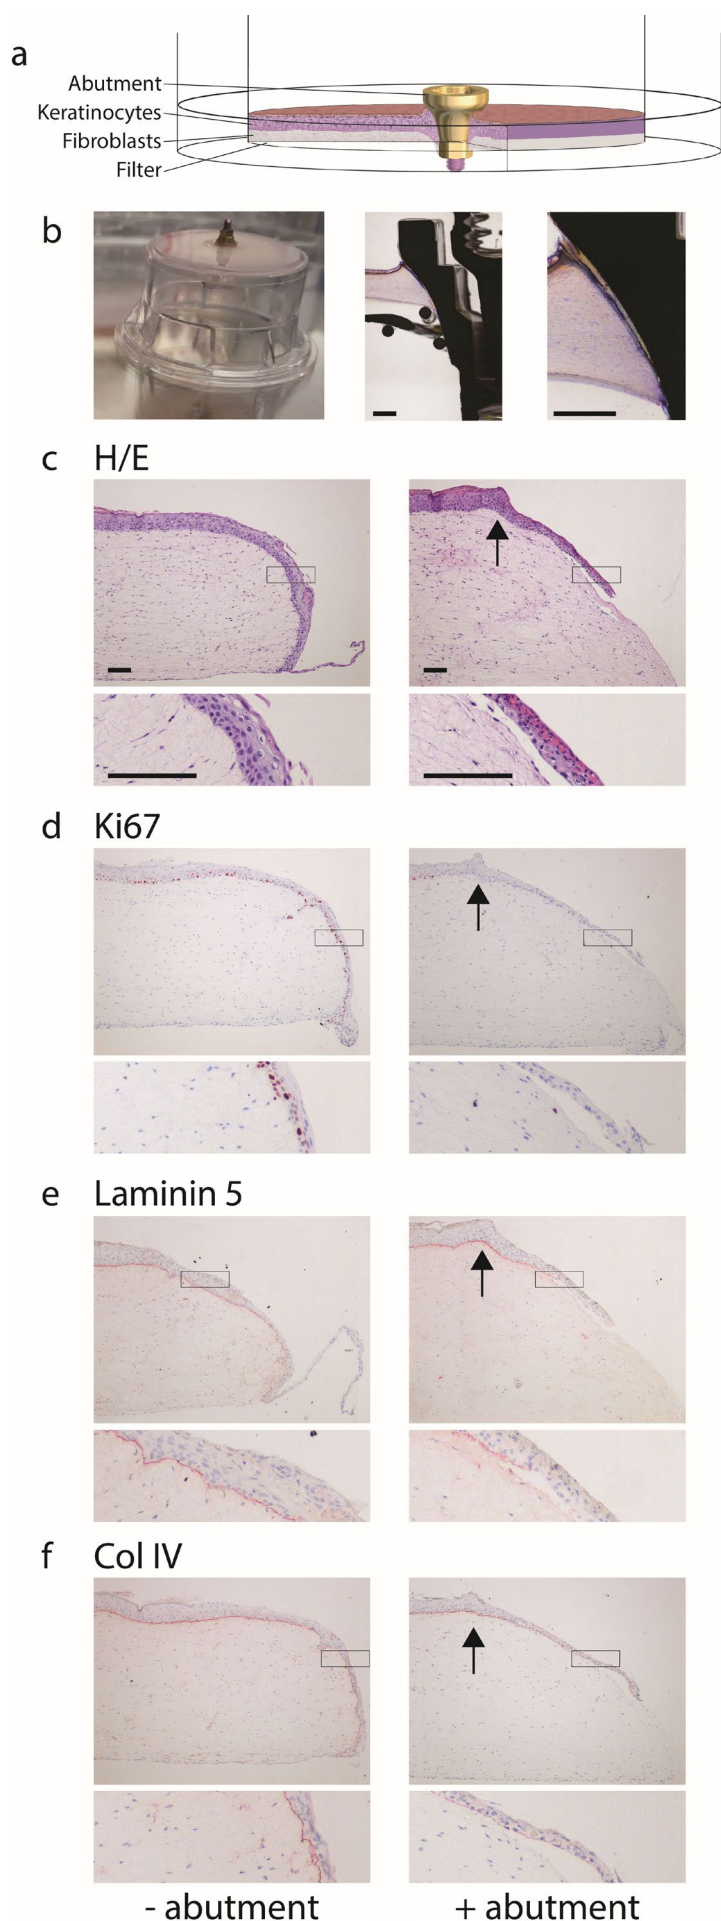 a
Abutment
Keratinocytes
Fibroblasts
Filter
b
c H/E
d Ki67
e Laminin 5
f Col IV
- abutment + abutment